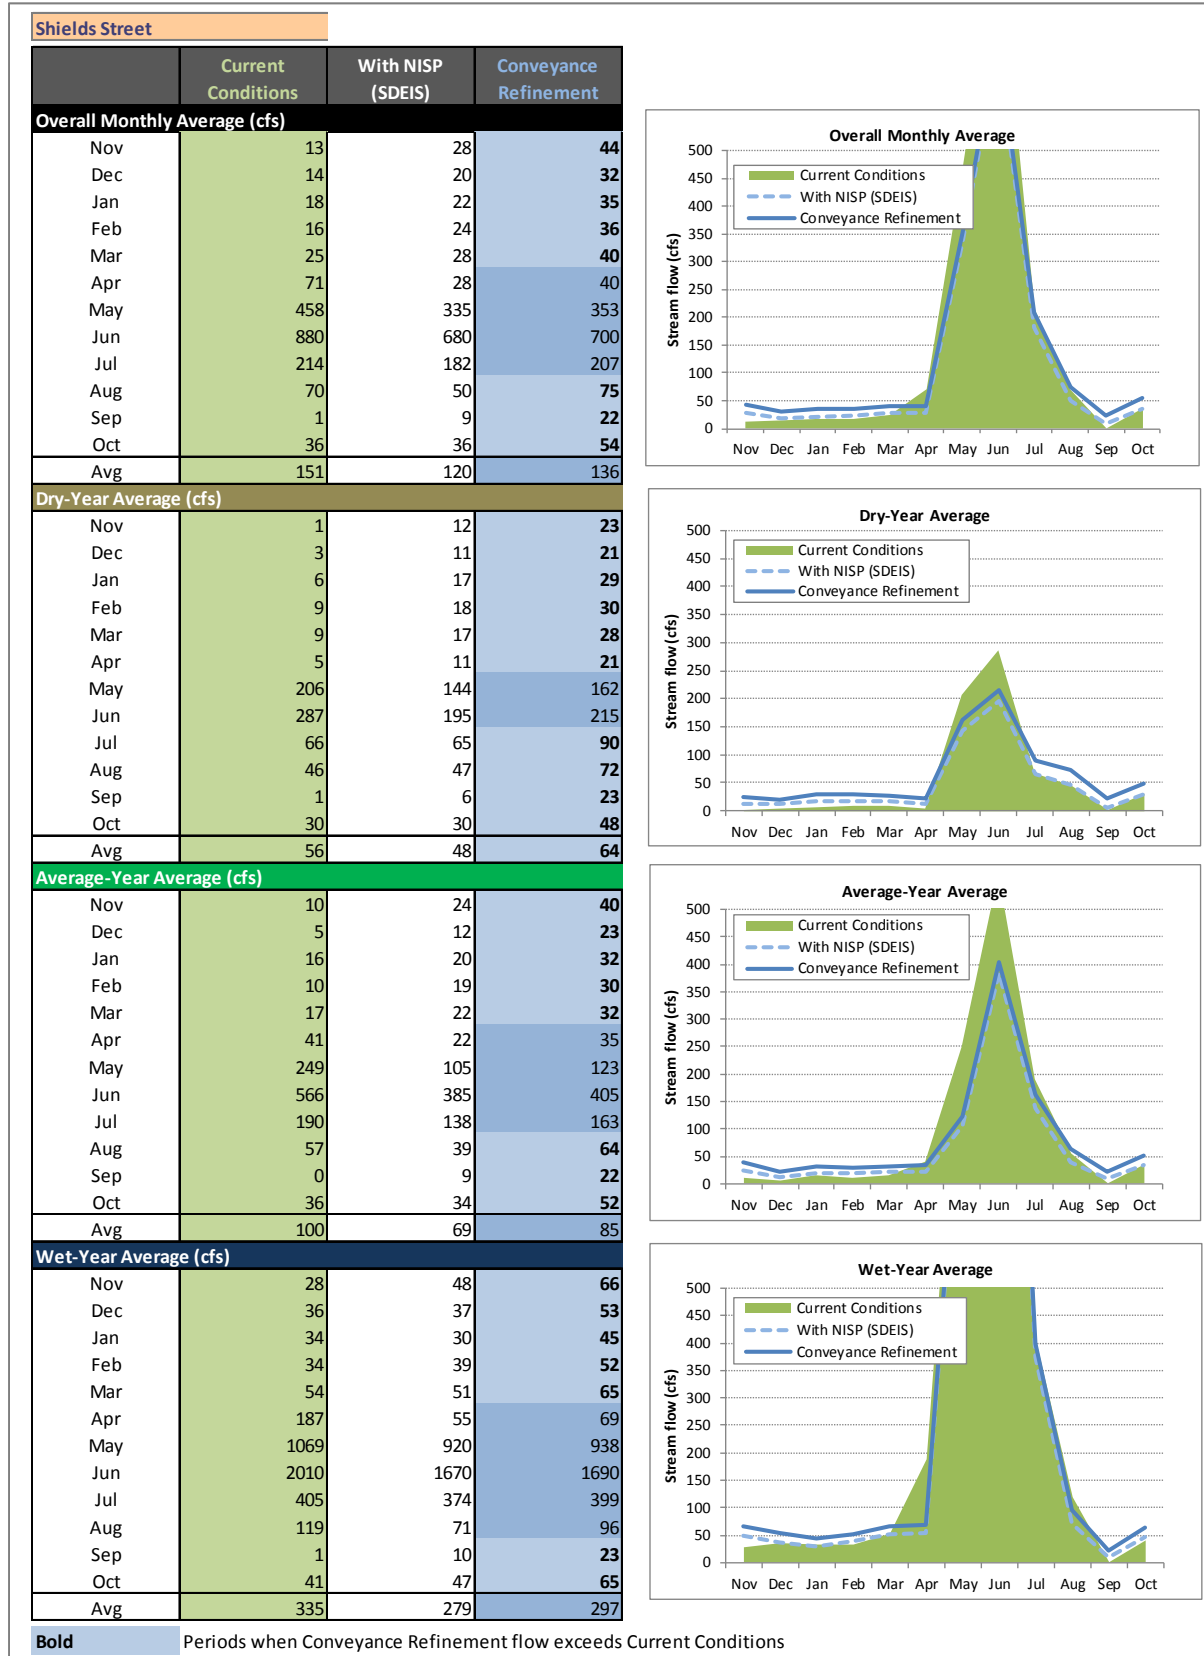 Shields Street
Current Conditions With NISP (SDEIS) Conveyance Refinement
Overall Monthly Average (cfs)
Nov 13 28 44
Dec 14 20 32
Jan 18 22 35
Feb 16 24 36
Mar 25 28 40
Apr 71 28 40
May 458 335 353
Jun 880 680 700
Jul 214 182 207
Aug 70 50 75
Sep 1 9 22
Oct 36 36 54
Avg 151 120 136
Dry-Year Average (cfs)
Nov 1 12 23
Dec 3 11 21
Jan 6 17 29
Feb 9 18 30
Mar 9 17 28
Apr 5 11 21
May 206 144 162
Jun 287 195 215
Jul 66 65 90
Aug 46 47 72
Sep 1 6 23
Oct 30 30 48
Avg 56 48 64
Average-Year Average (cfs)
Nov 10 24 40
Dec 5 12 23
Jan 16 20 32
Feb 10 19 30
Mar 17 22 32
Apr 41 22 35
May 249 105 123
Jun 566 385 405
Jul 190 138 163
Aug 57 39 64
Sep 0 9 22
Oct 36 34 52
Avg 100 69 85
Wet-Year Average (cfs)
Nov 28 48 66
Dec 36 37 53
Jan 34 30 45
Feb 34 39 52
Mar 54 51 65
Apr 187 55 69
May 1069 920 938
Jun 2010 1670 1690
Jul 405 374 399
Aug 119 71 96
Sep 1 10 23
Oct 41 47 65
Avg 335 279 297
Bold Periods when Conveyance Refinement flow exceeds Current Conditions
Overall Monthly Average
Stream flow (cfs)
500
450
400
350
300
250
200
150
100
50
0
Current Conditions
With NISP (SDEIS)
Conveyance Refinement
Nov Dec Jan Feb Mar Apr May Jun Jul Aug Sep Oct
Dry-Year Average
Stream flow (cfs)
500
450
400
350
300
250
200
150
100
50
0
Current Conditions
With NISP (SDEIS)
Conveyance Refinement
Nov Dec Jan Feb Mar Apr May Jun Jul Aug Sep Oct
Average-Year Average
Stream flow (cfs)
500
450
400
350
300
250
200
150
100
50
0
Current Conditions
With NISP (SDEIS)
Conveyance Refinement
Nov Dec Jan Feb Mar Apr May Jun Jul Aug Sep Oct
Wet-Year Average
Stream flow (cfs)
500
450
400
350
300
250
200
150
100
50
0
Current Conditions
With NISP (SDEIS)
Conveyance Refinement
Nov Dec Jan Feb Mar Apr May Jun Jul Aug Sep Oct